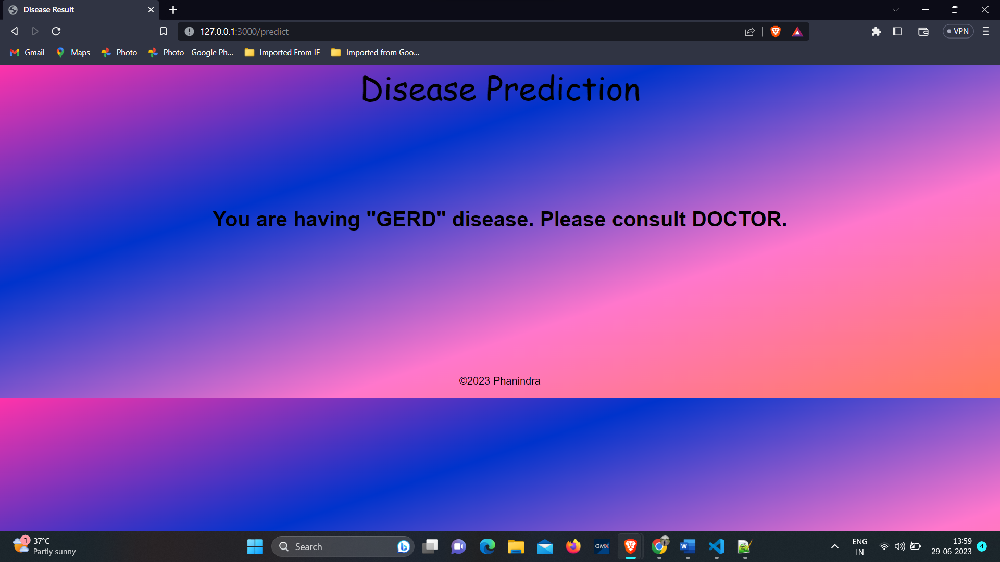 Disease Result
127.0.0.1:3000/predict
VPN
Gmail
Maps
Photo
Photo - Google Ph...
Imported From IE
Imported from Goo...
Disease Prediction
You are having "GERD" disease. Please consult DOCTOR.
©2023 Phanindra
1
37°C
Partly sunny
Search
GMX
W
ENG
IN
13:59
29-06-2023
4